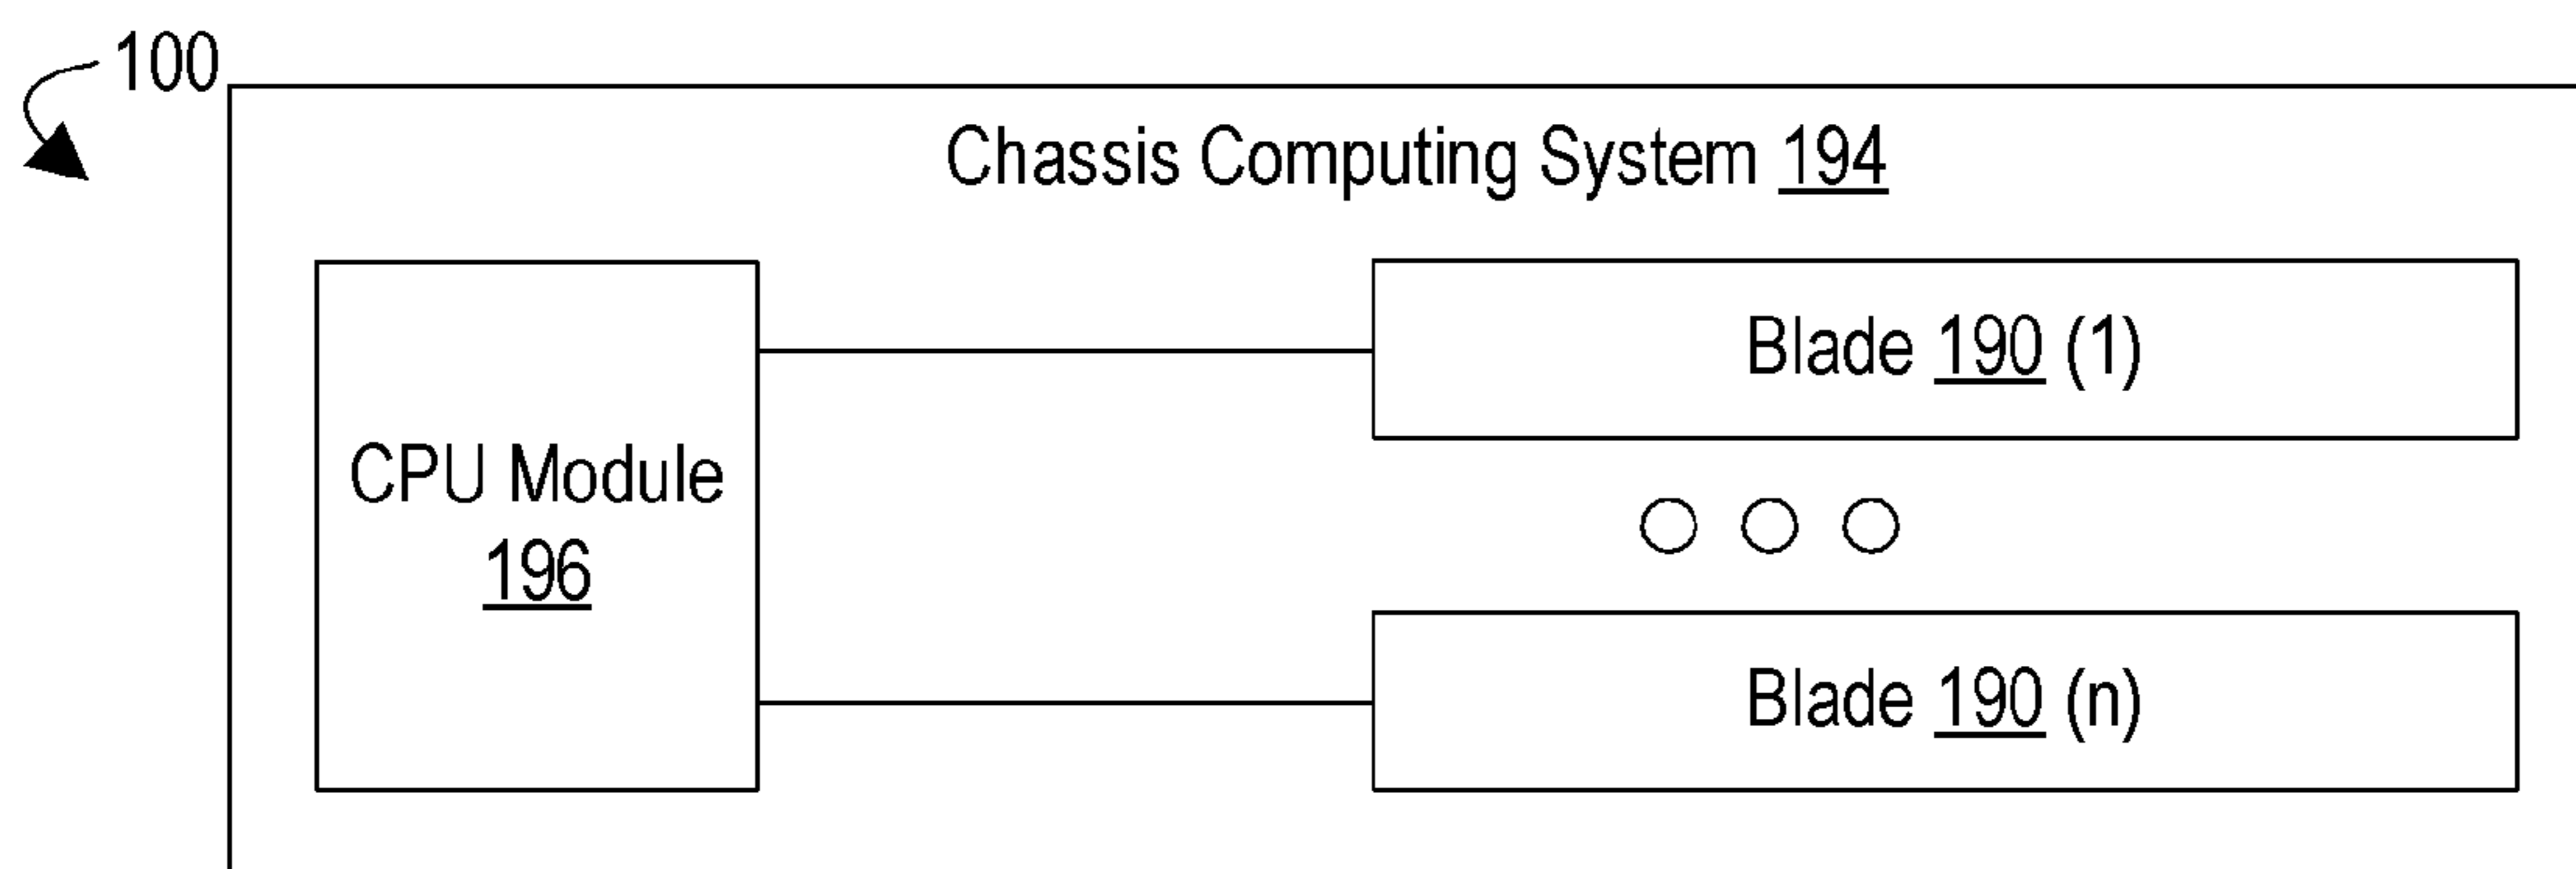 100
Chassis Computing System 194
Blade 190 (1)
CPU Module
196
Blade 190 (n)